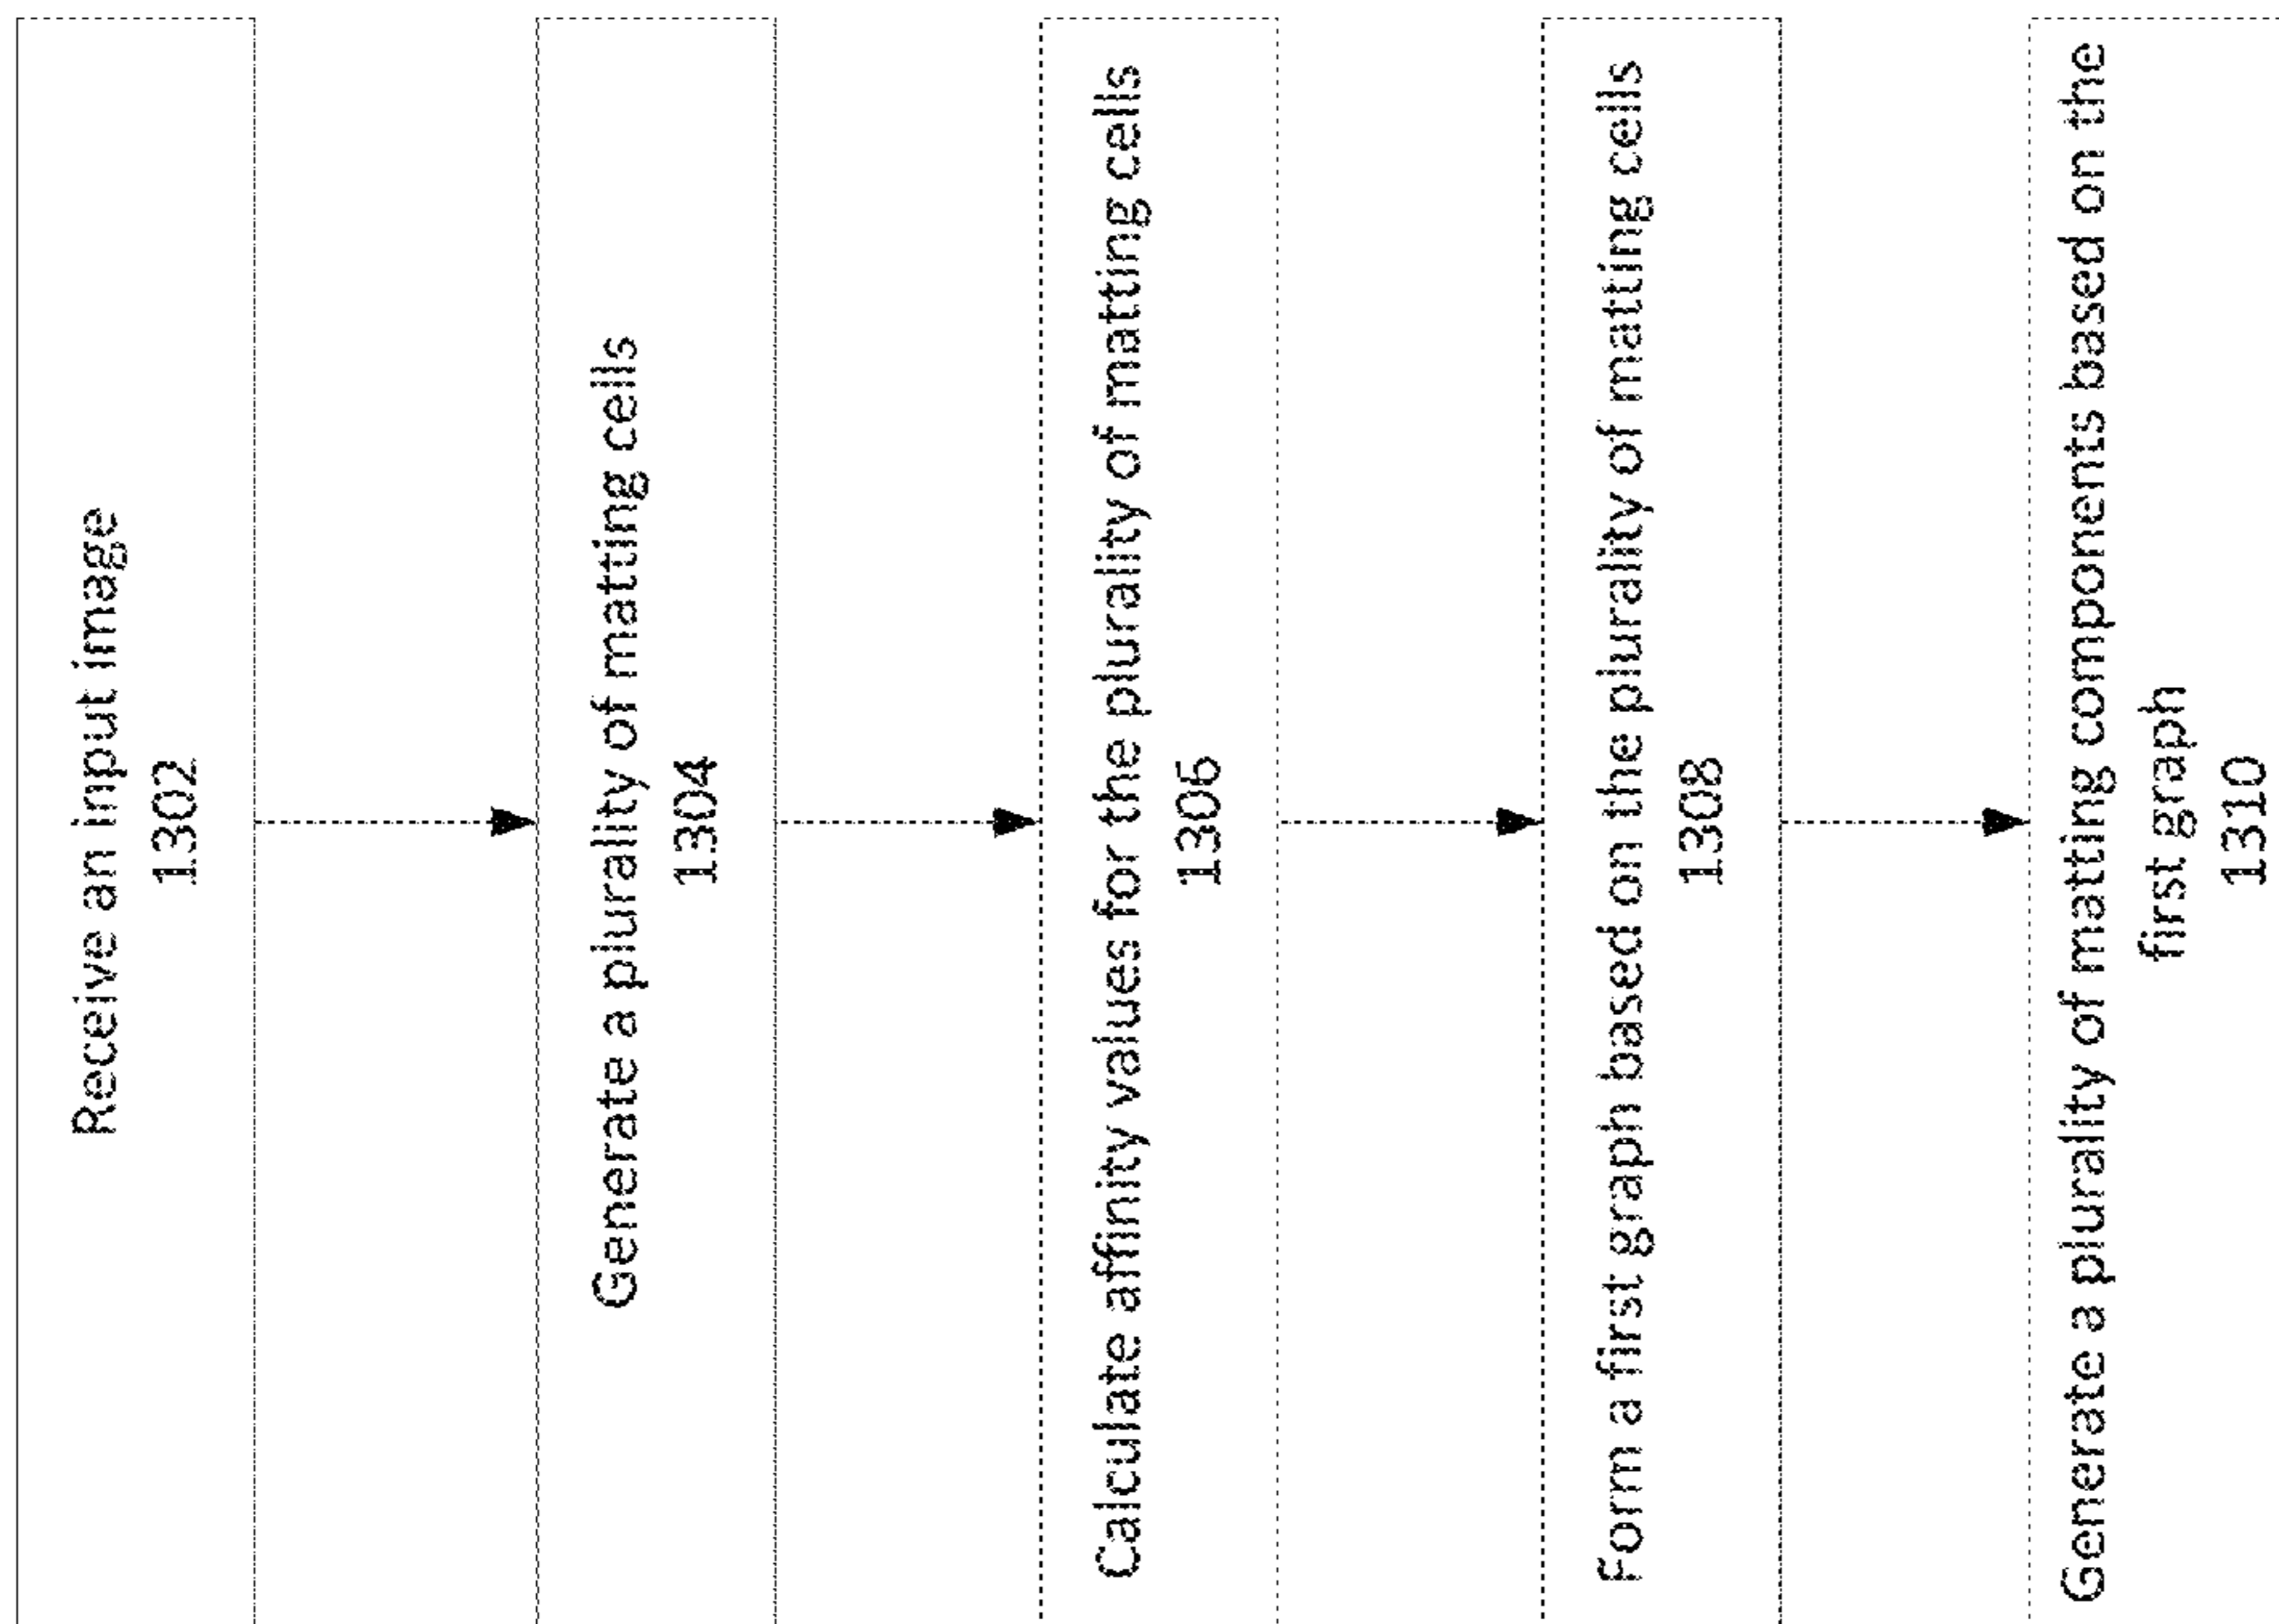 Receive an input image
1302
Generate a plurality of matting cells
1304
Calculate affinity values for the plurality of matting cells
1306
Form a first graph based on the plurality of matting cells
1308
Generate a plurality of matting components based on the
first graph
1310